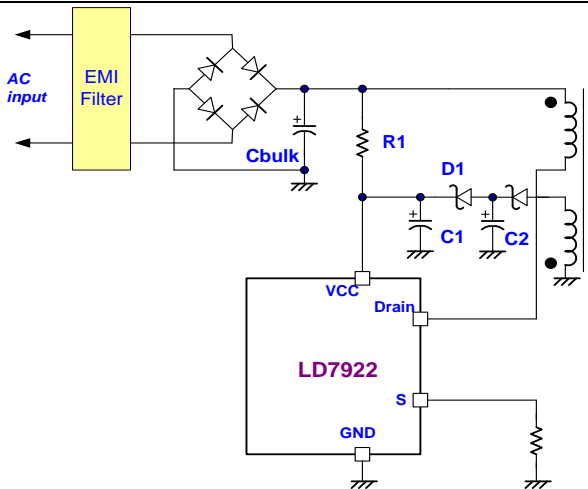 AC
input
EMI
Filter
Cbulk
+
R1
D1
+
C1
+
C2
VCC
Drain
LD7922
S
GND